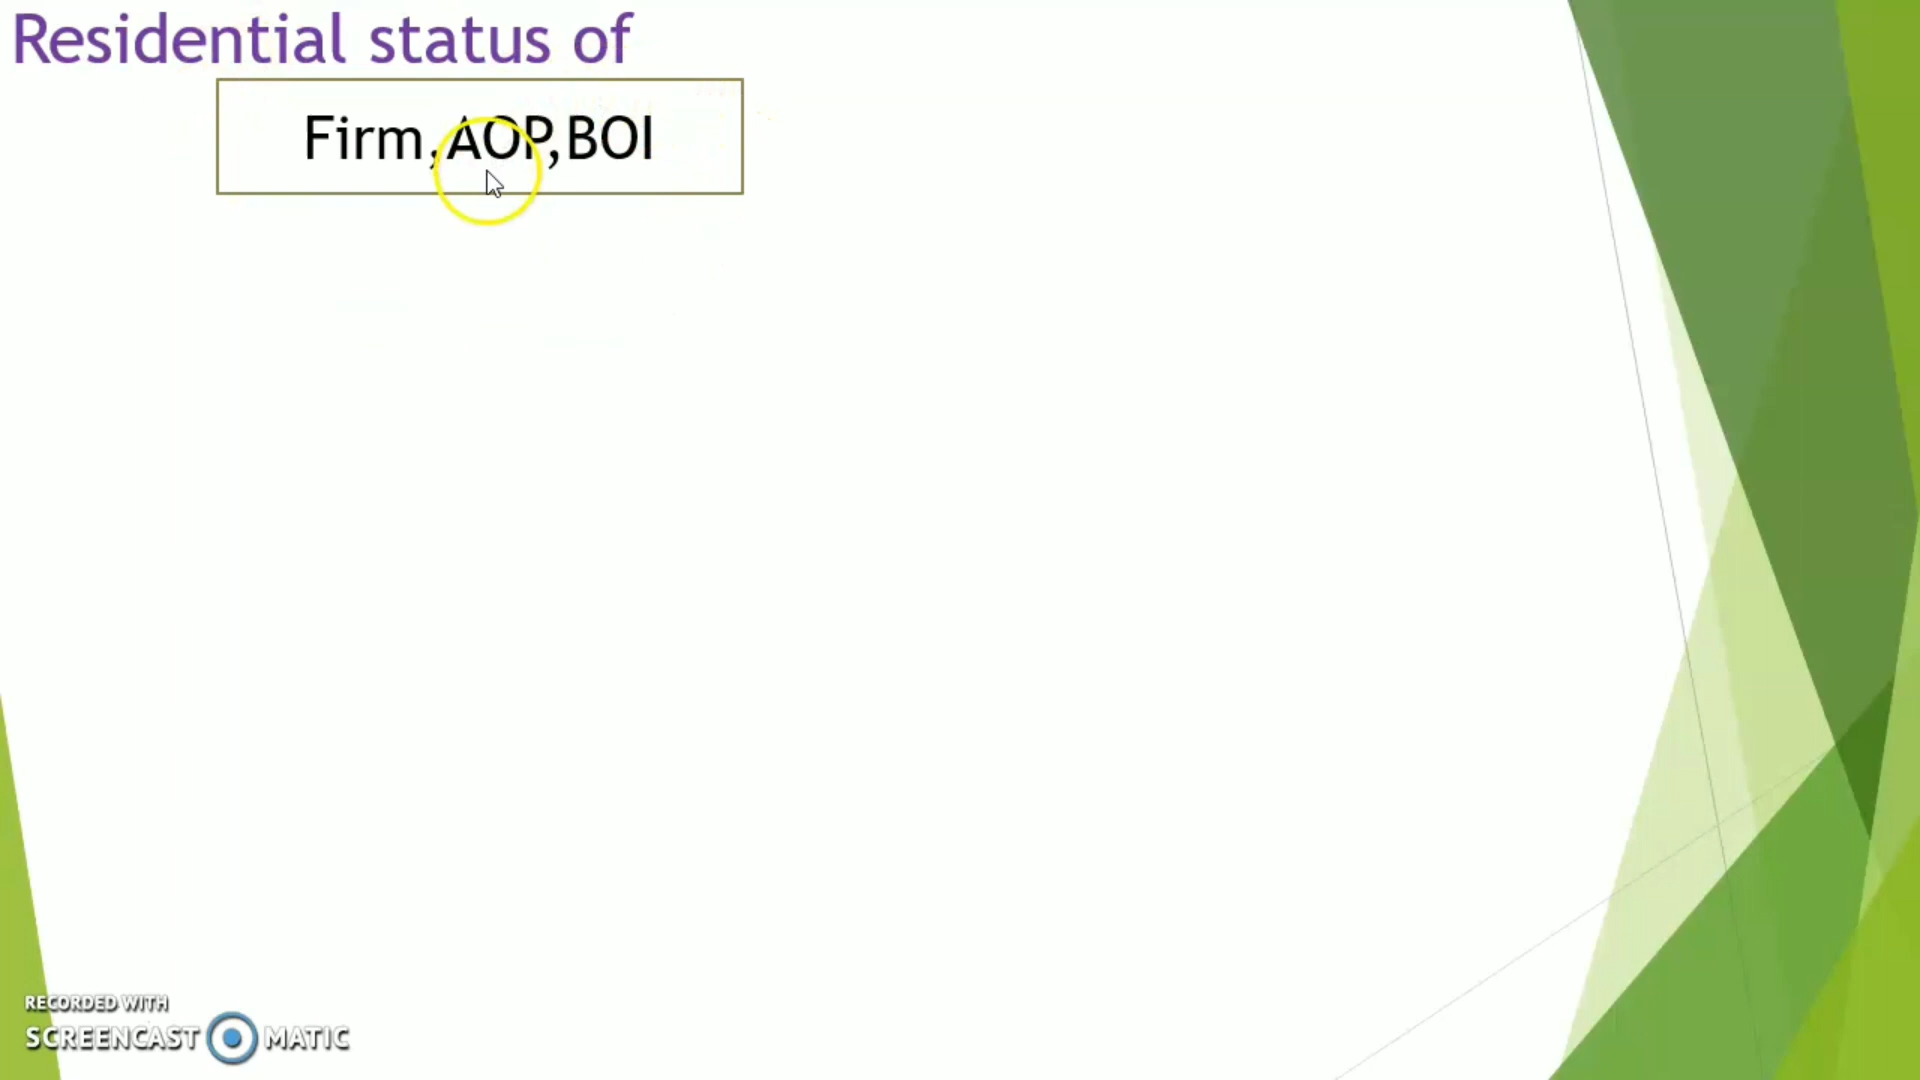 Residential status of
Firm,AOP,BOI
RECORDED WITH
SCREENCAST MATIC